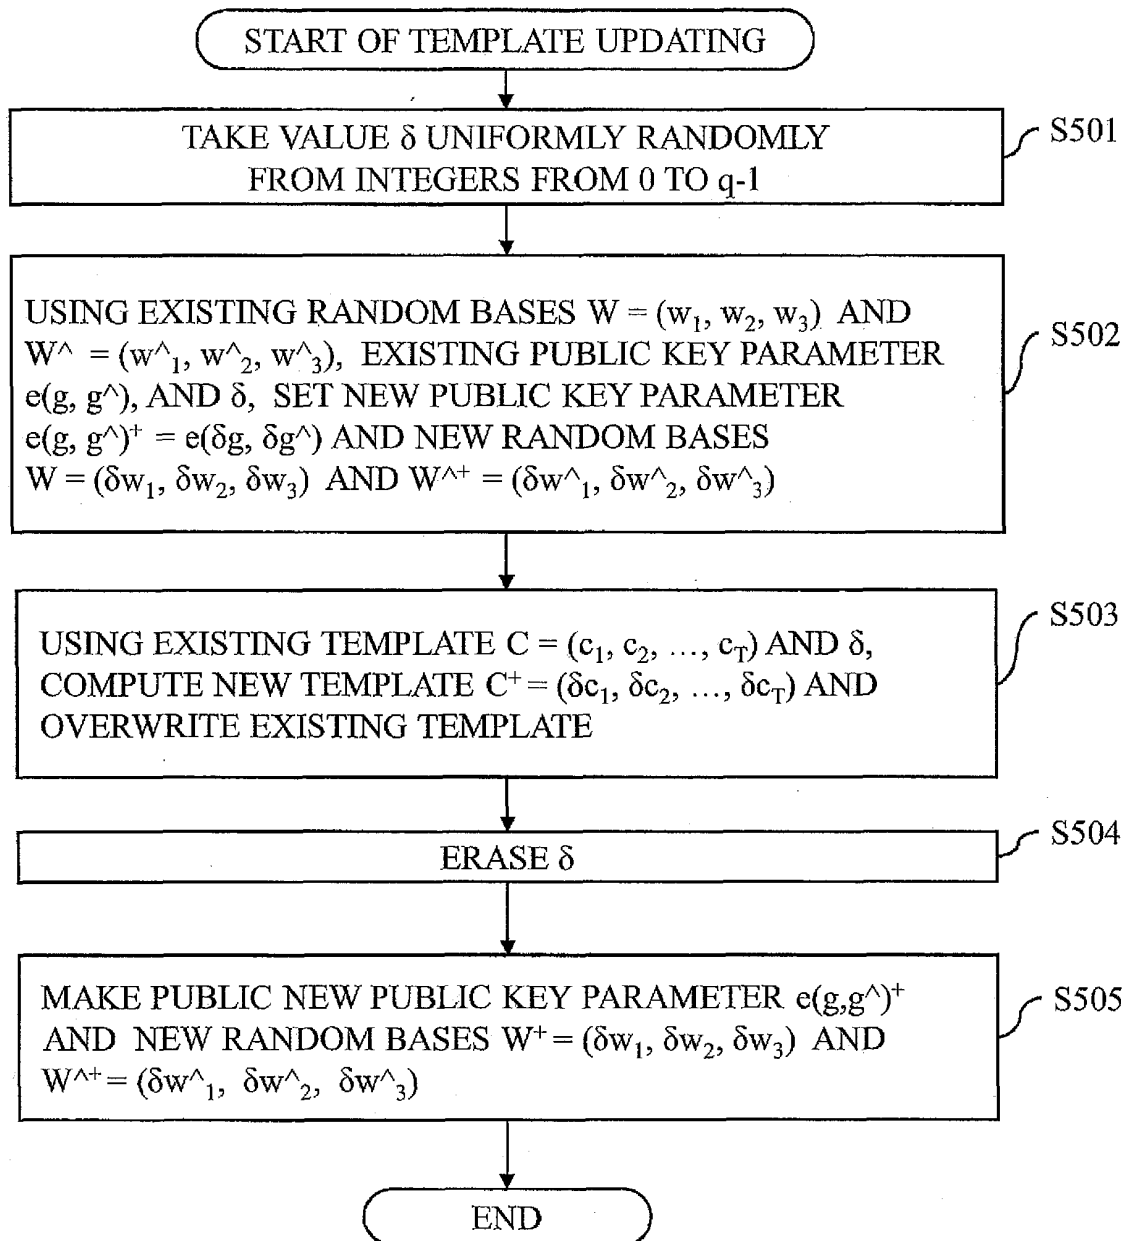 START OF TEMPLATE UPDATING
TAKE VALUE δ UNIFORMLY RANDOMLY
FROM INTEGERS FROM 0 TO q-1
S501
USING EXISTING RANDOM BASES W = (w₁, w₂, w₃) AND
W^ = (w^₁, w^₂, w^₃), EXISTING PUBLIC KEY PARAMETER
e(g, g^), AND δ, SET NEW PUBLIC KEY PARAMETER
e(g, g^)⁺ = e(δg, δg^) AND NEW RANDOM BASES
W = (δw₁, δw₂, δw₃) AND W^⁺ = (δw^₁, δw^₂, δw^₃)
S502
USING EXISTING TEMPLATE C = (c₁, c₂, ..., c_T) AND δ,
COMPUTE NEW TEMPLATE C⁺ = (δc₁, δc₂, ..., δc_T) AND
OVERWRITE EXISTING TEMPLATE
S503
ERASE δ
S504
MAKE PUBLIC NEW PUBLIC KEY PARAMETER e(g,g^)⁺
AND NEW RANDOM BASES W⁺ = (δw₁, δw₂, δw₃) AND
W^⁺ = (δw^₁, δw^₂, δw^₃)
S505
END